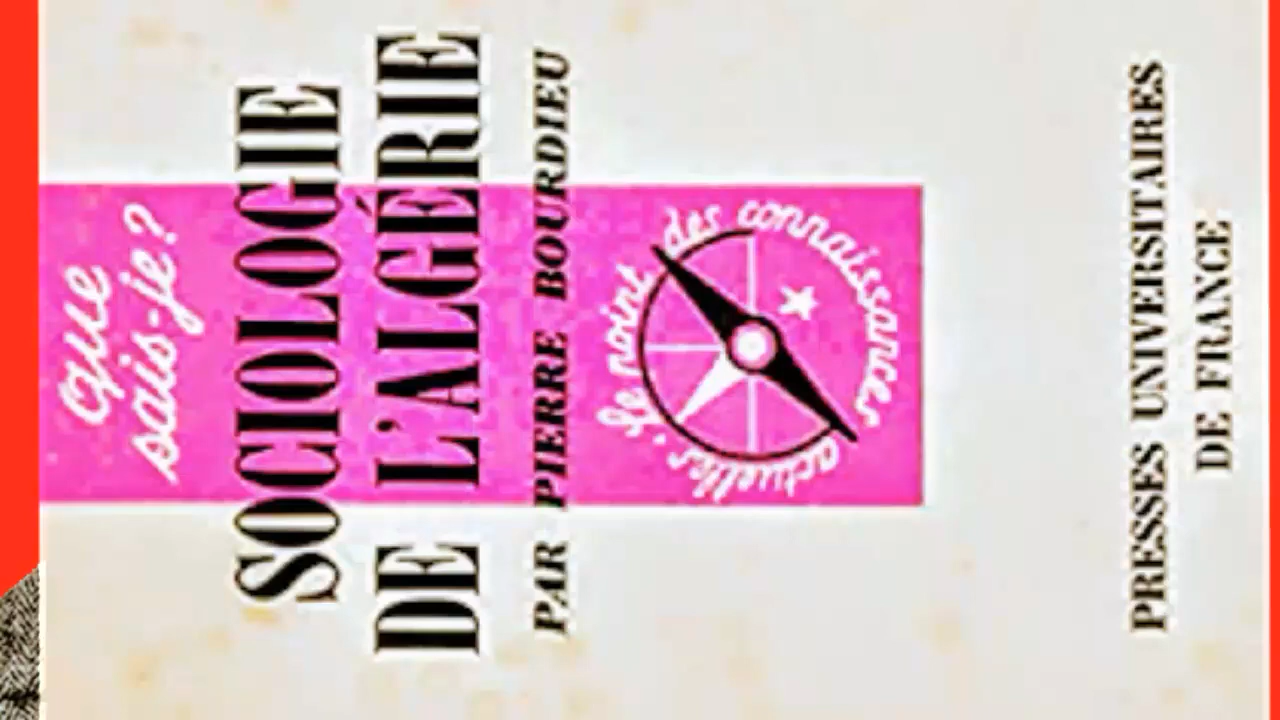 Que
sais-je?
SOCIOLOGIE
DE L'ALGÉRIE
PAR PIERRE BOURDIEU
Le point des connaissances actuelles
PRESSES UNIVERSITAIRES
DE FRANCE